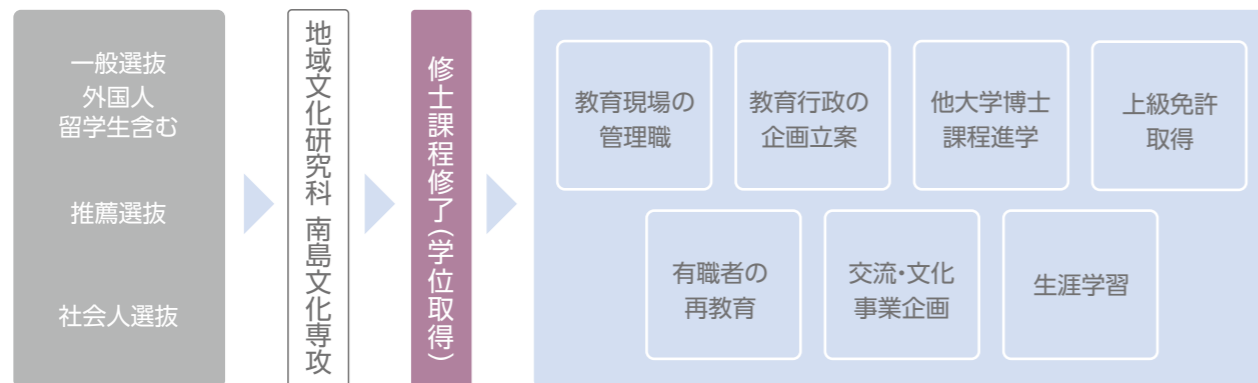 一般選抜
外国人
留学生含む
推薦選抜
社会人選抜
地域文化研究科 南島文化専攻
修士課程修了(学位取得)
教育現場の
管理職
教育行政の
企画立案
他大学博士
課程進学
上級免許
取得
有職者の
再教育
交流・文化
事業企画
生涯学習